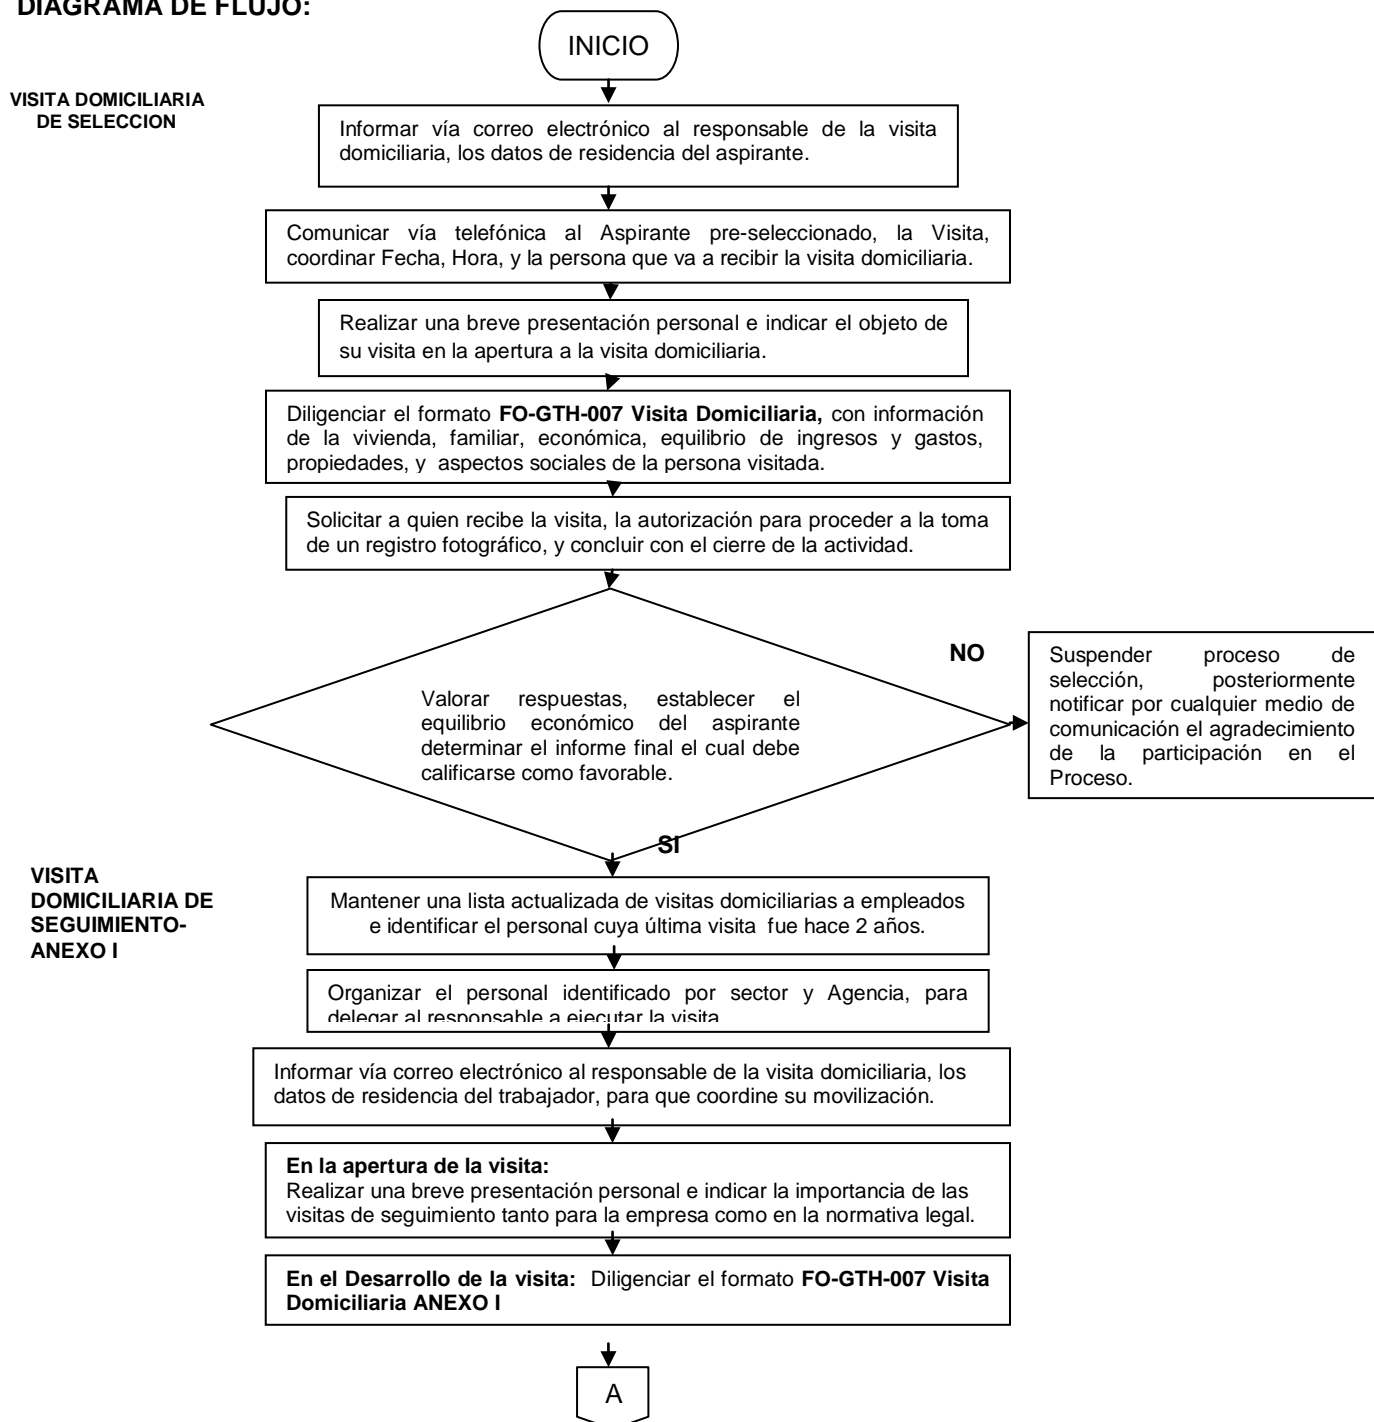 DIAGRAMA DE FLUJO:
INICIO
VISITA DOMICILIARIA
DE SELECCION
Informar vía correo electrónico al responsable de la visita
domiciliaria, los datos de residencia del aspirante.
Comunicar vía telefónica al Aspirante pre-seleccionado, la Visita,
coordinar Fecha, Hora, y la persona que va a recibir la visita domiciliaria.
Realizar una breve presentación personal e indicar el objeto de
su visita en la apertura a la visita domiciliaria.
Diligenciar el formato FO-GTH-007 Visita Domiciliaria, con información
de la vivienda, familiar, económica, equilibrio de ingresos y gastos,
propiedades, y aspectos sociales de la persona visitada.
Solicitar a quien recibe la visita, la autorización para proceder a la toma
de un registro fotográfico, y concluir con el cierre de la actividad.
Valorar respuestas, establecer el
equilibrio económico del aspirante
determinar el informe final el cual debe
calificarse como favorable.
NO
Suspender proceso de
selección, posteriormente
notificar por cualquier medio de
comunicación el agradecimiento
de la participación en el
Proceso.
SI
VISITA
DOMICILIARIA DE
SEGUIMIENTO-
ANEXO I
Mantener una lista actualizada de visitas domiciliarias a empleados
e identificar el personal cuya última visita fue hace 2 años.
Organizar el personal identificado por sector y Agencia, para
delegar al responsable a ejecutar la visita
Informar vía correo electrónico al responsable de la visita domiciliaria, los
datos de residencia del trabajador, para que coordine su movilización.
En la apertura de la visita:
Realizar una breve presentación personal e indicar la importancia de las
visitas de seguimiento tanto para la empresa como en la normativa legal.
En el Desarrollo de la visita: Diligenciar el formato FO-GTH-007 Visita
Domiciliaria ANEXO I
A